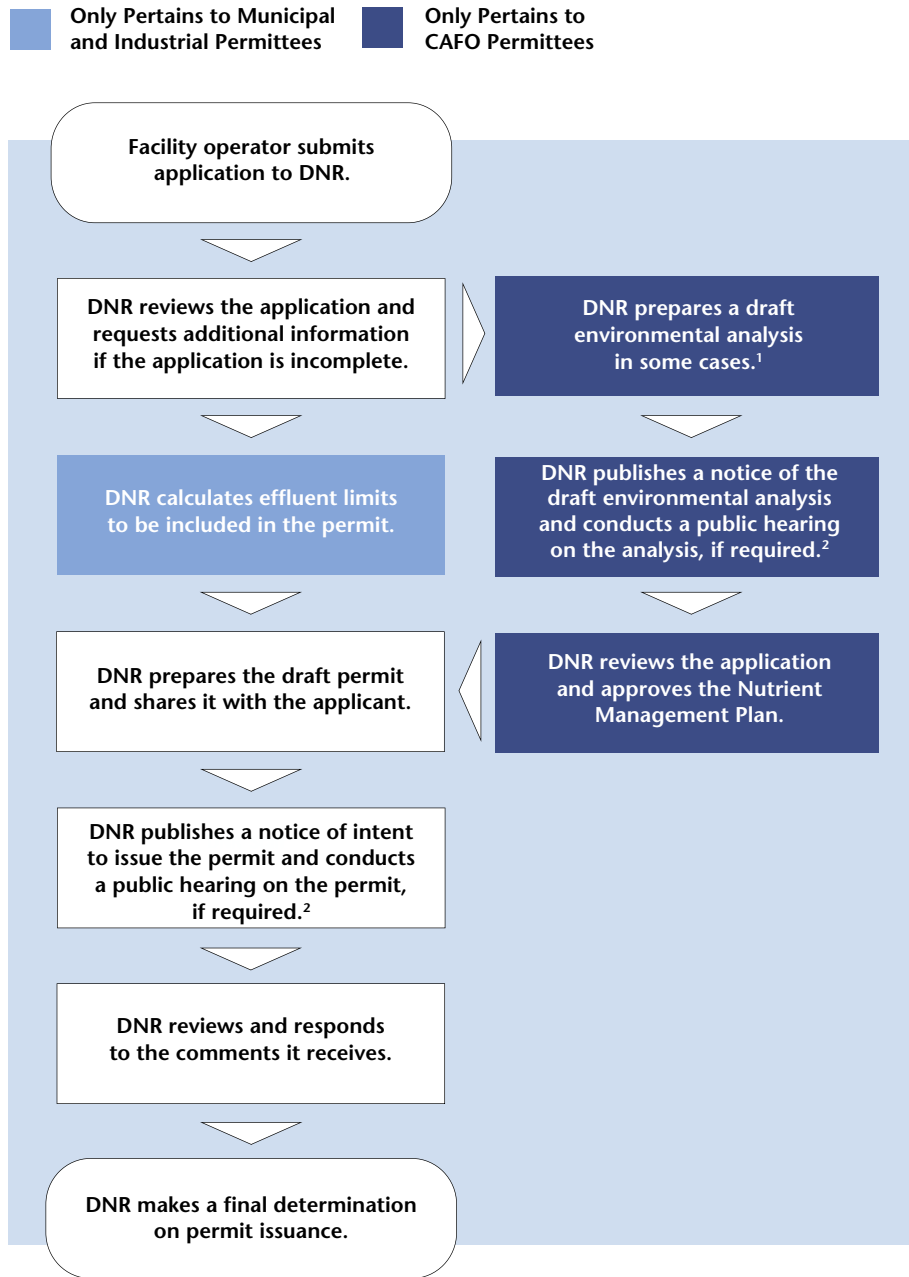 Only Pertains to Municipal
and Industrial Permittees
Only Pertains to
CAFO Permittees
Facility operator submits
application to DNR.
DNR reviews the application and
requests additional information
if the application is incomplete.
DNR prepares a draft
environmental analysis
in some cases.¹
DNR calculates effluent limits
to be included in the permit.
DNR publishes a notice of the
draft environmental analysis
and conducts a public hearing
on the analysis, if required.²
DNR reviews the application
and approves the Nutrient
Management Plan.
DNR prepares the draft permit
and shares it with the applicant.
DNR publishes a notice of intent
to issue the permit and conducts
a public hearing on the permit,
if required.²
DNR reviews and responds
to the comments it receives.
DNR makes a final determination
on permit issuance.